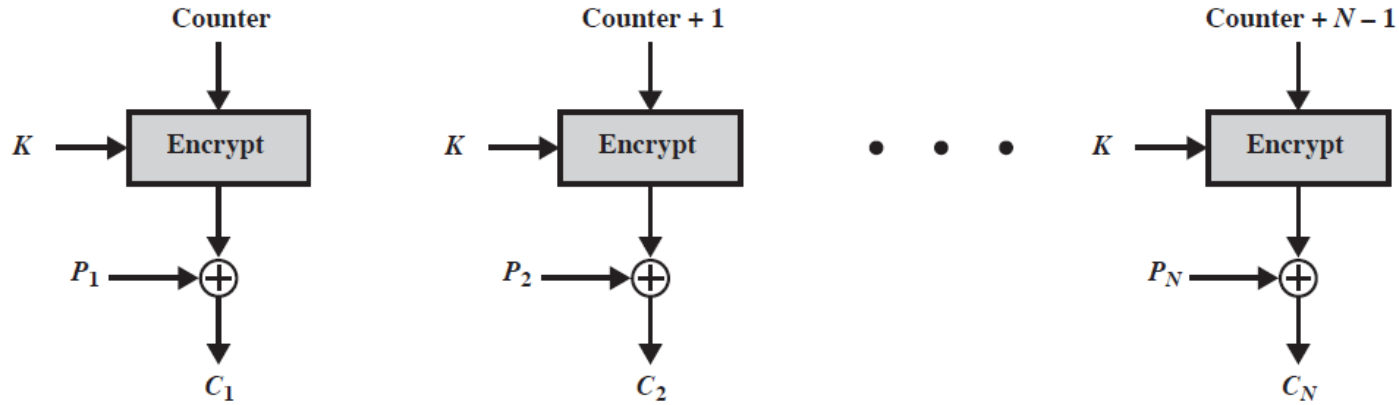 Counter Counter + 1 Counter + N – 1
K Encrypt K Encrypt K Encrypt
P1 P2 PN
C1 C2 CN